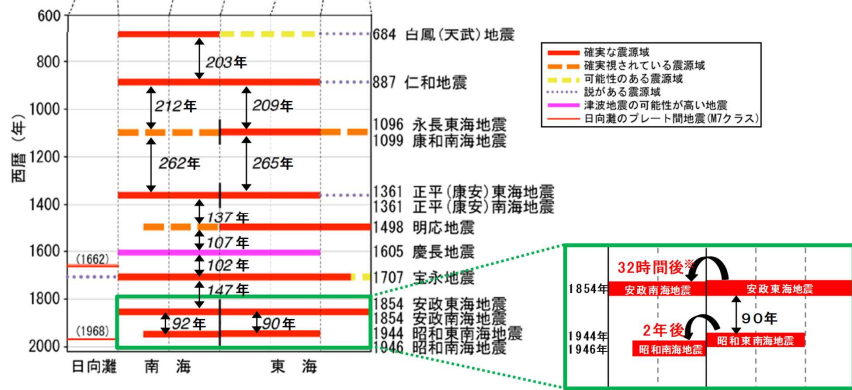 600
800
1000
1200
1400
1600
1800
2000
西暦(年)
(1662)
(1968)
日向灘 南 海 東 海
203年
212年 209年
262年 265年
137年
107年
102年
147年
92年 90年
684 白鳳(天武)地震
887 仁和地震
1096 永長東海地震
1099 康和南海地震
1361 正平(康安)東海地震
1361 正平(康安)南海地震
1498 明応地震
1605 慶長地震
1707 宝永地震
1854 安政東海地震
1854 安政南海地震
1944 昭和東南海地震
1946 昭和南海地震
確実な震源域
確実視されている震源域
可能性のある震源域
説がある震源域
津波地震の可能性が高い地震
日向灘のプレート間地震(M7クラス)
32時間後※
1854年 安政南海地震 安政東海地震
90年
2年後
1944年 昭和東南海地震
1946年 昭和南海地震